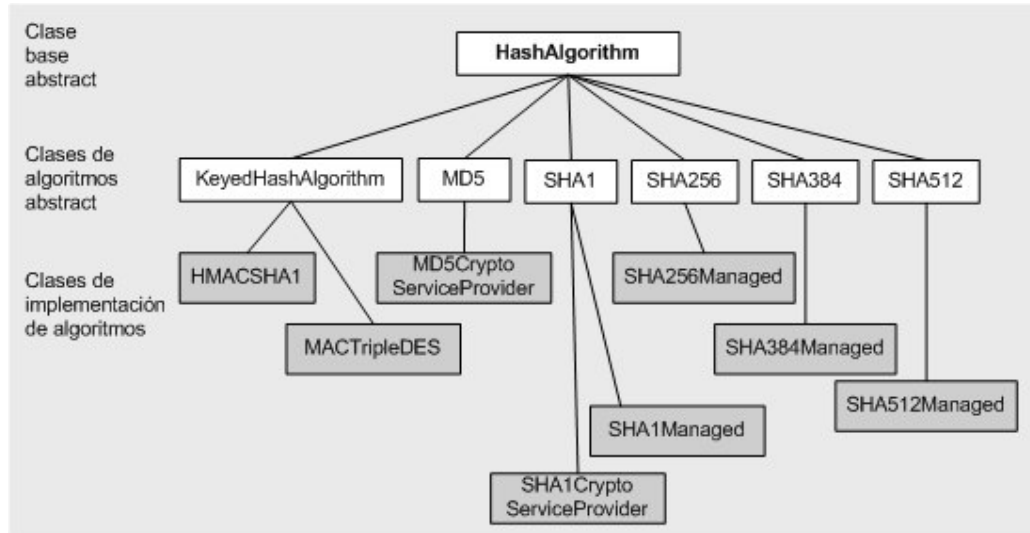 Clase
base
abstract
HashAlgorithm
Clases de
algoritmos
abstract
KeyedHashAlgorithm
MD5
SHA1
SHA256
SHA384
SHA512
Clases de
implementación
de algoritmos
HMACSHA1
MD5Crypto
ServiceProvider
SHA256Managed
MACTripleDES
SHA384Managed
SHA512Managed
SHA1Managed
SHA1Crypto
ServiceProvider